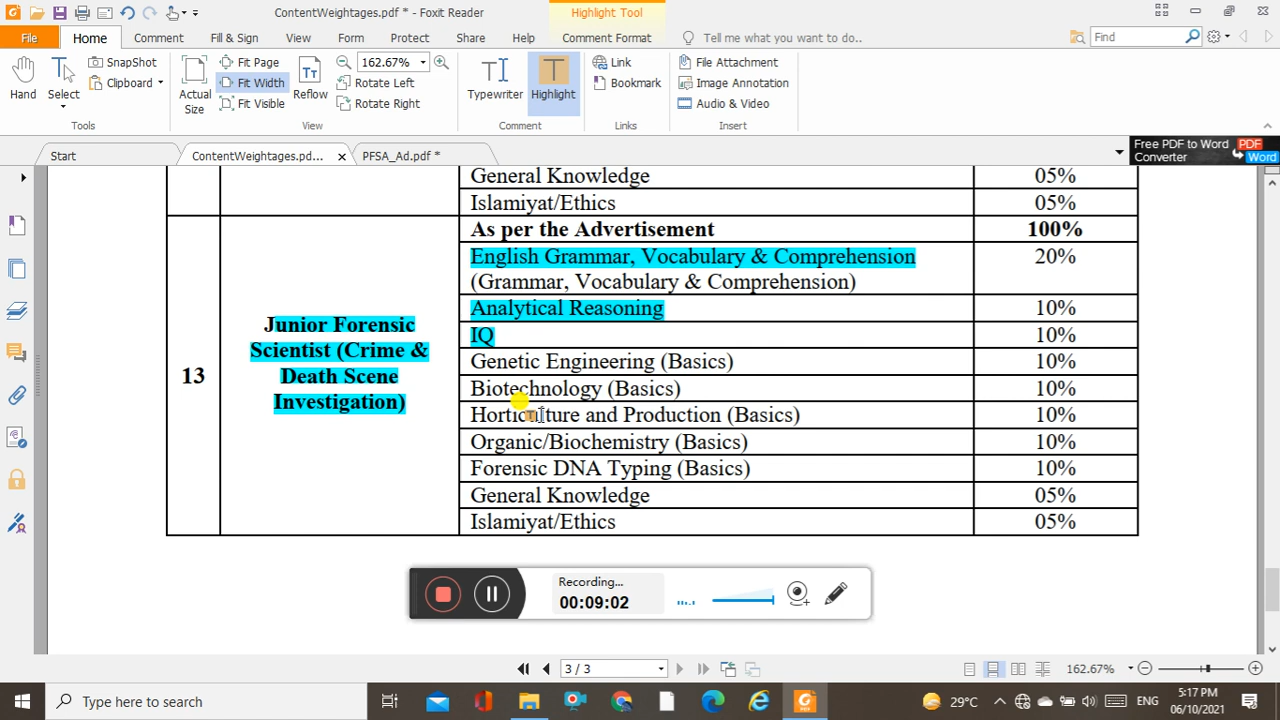 ContentWeightages.pdf * - Foxit Reader
Highlight Tool
File Home Comment Fill & Sign View Form Protect Share Help Comment Format Tell me what you want to do.. Find
Hand
Select
SnapShot
Clipboard
Tools
Actual Size
Fit Page
Fit Width
Fit Visible
Reflow
162.67%
Rotate Left
Rotate Right
View
Typewriter
Highlight
Comment
Link
Bookmark
Links
File Attachment
Image Annotation
Audio & Video
Insert
Start ContentWeightages.pd... PFSA_Ad.pdf *
Free PDF to Word PDF
Converter Word
General Knowledge 05%
Islamiyat/Ethics 05%
13
Junior Forensic
Scientist (Crime &
Death Scene
Investigation)
As per the Advertisement 100%
English Grammar, Vocabulary & Comprehension 20%
(Grammar, Vocabulary & Comprehension)
Analytical Reasoning 10%
IQ 10%
Genetic Engineering (Basics) 10%
Biotechnology (Basics) 10%
Horticulture and Production (Basics) 10%
Organic/Biochemistry (Basics) 10%
Forensic DNA Typing (Basics) 10%
General Knowledge 05%
Islamiyat/Ethics 05%
Recording...
00:09:02
3 / 3 162.67%
Type here to search
29°C ENG
5:17 PM
06/10/2021